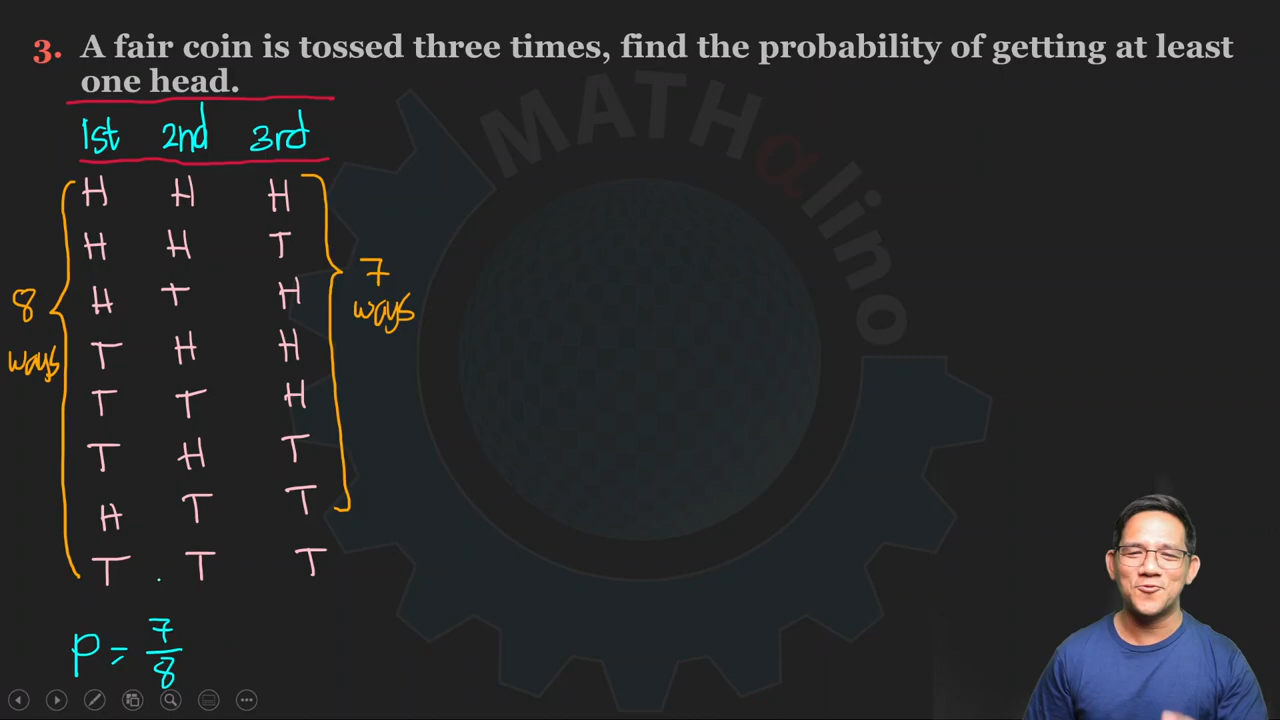 3. A fair coin is tossed three times, find the probability of getting at least
one head.
1st 2nd 3rd
H H H
H H T
H T H
T H H
T T H
T H T
H T T
T T T
8
ways
7
ways
P = 7/8
MATHalino